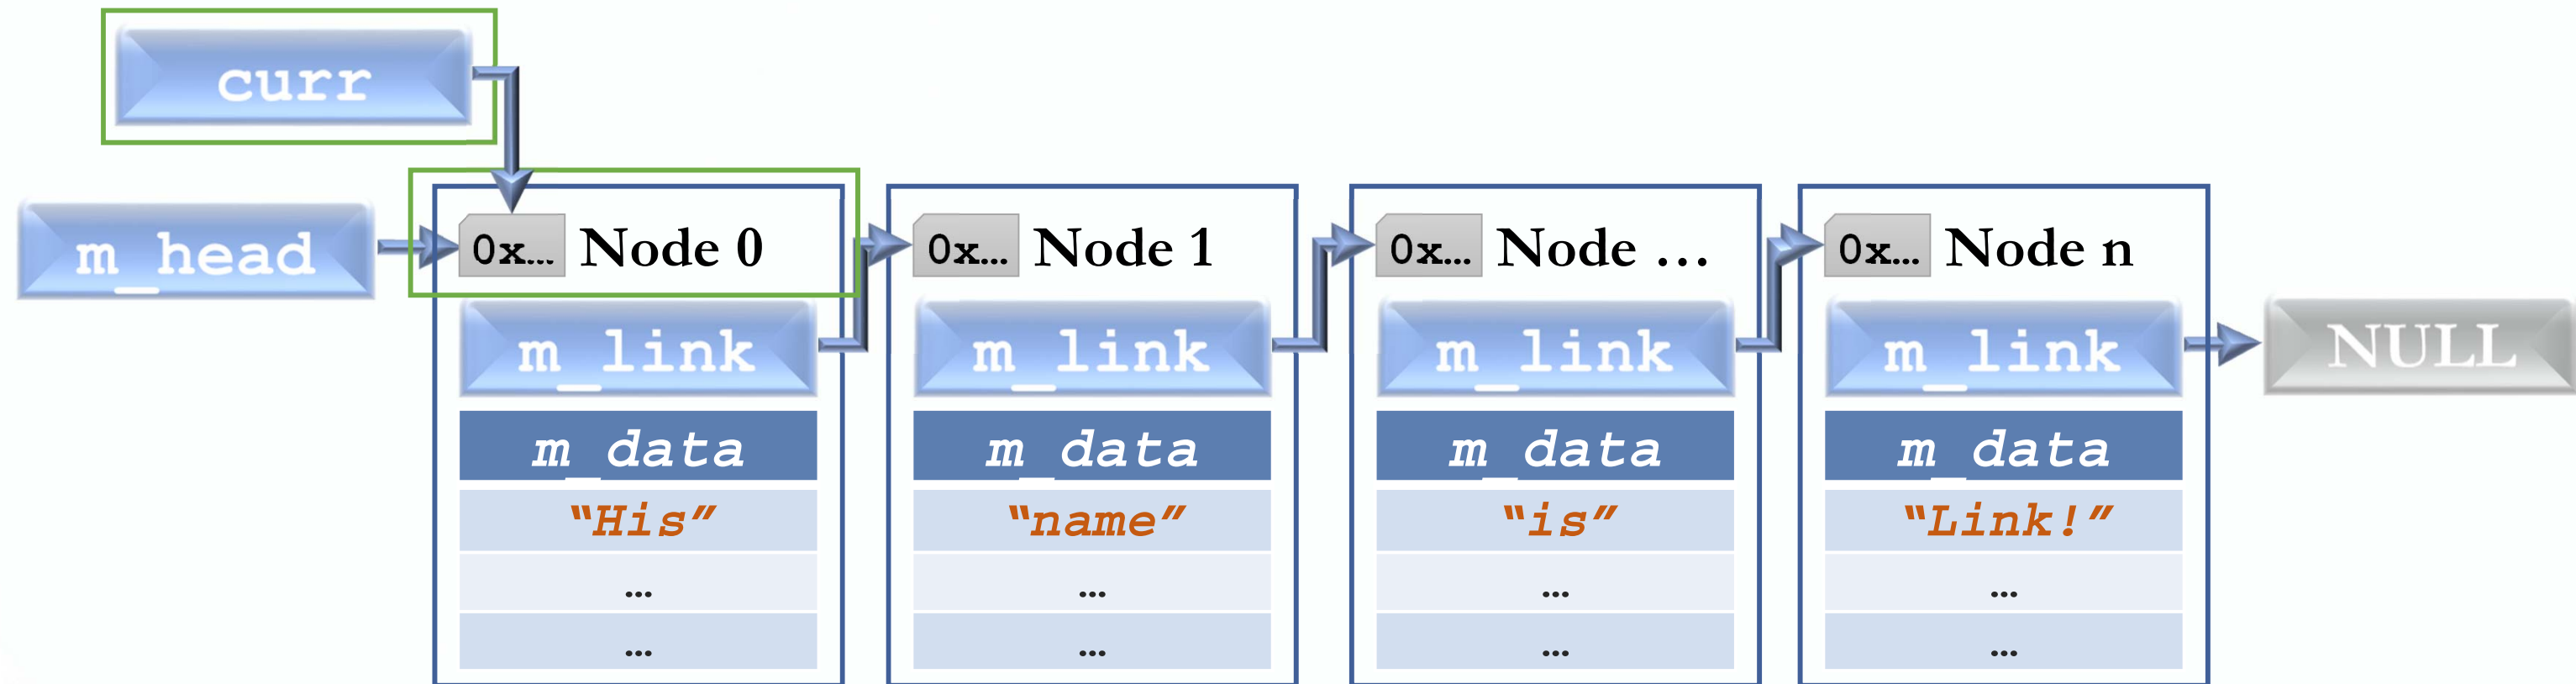 curr
m_head
0x… Node 0
0x… Node 1
0x… Node …
0x… Node n
m_link
m_link
m_link
m_link
NULL
m_data
m_data
m_data
m_data
“His”
“name”
“is”
“Link!”
…
…
…
…
…
…
…
…